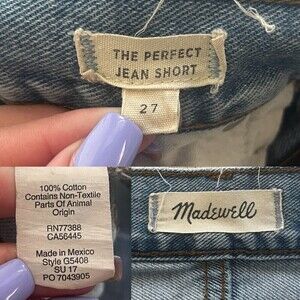 THE PERFECT
JEAN SHORT
27
100% Cotton
Contains Non-Textile
Parts Of Animal
Origin
RN77388
CA56445
Made in Mexico
Style G5408
SU 17
PO 7043905
Madewell